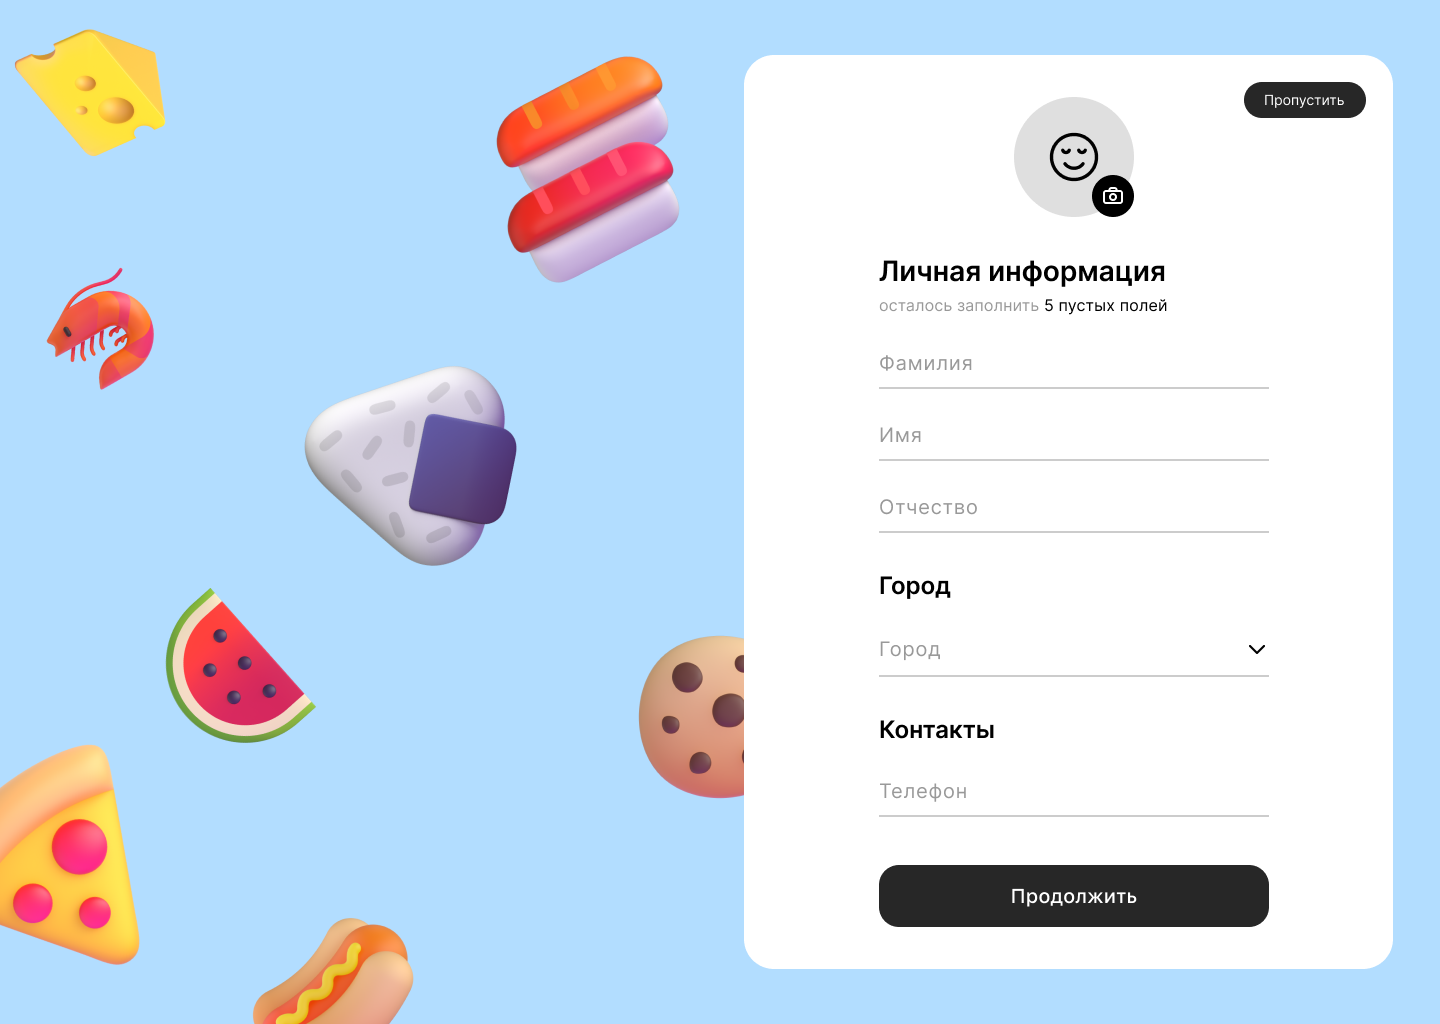 Пропустить
Личная информация
осталось заполнить 5 пустых полей
Фамилия
Имя
Отчество
Город
Город
Контакты
Телефон
Продолжить